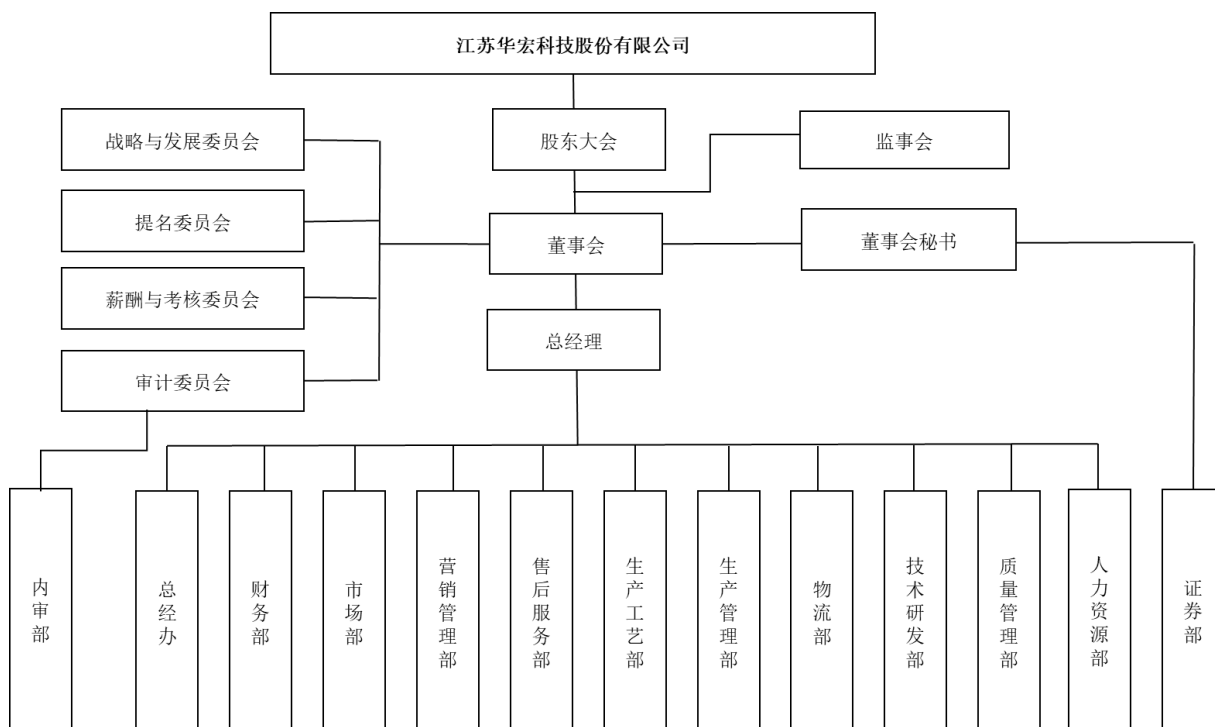 江苏华宏科技股份有限公司
战略与发展委员会
股东大会
监事会
提名委员会
董事会
董事会秘书
薪酬与考核委员会
总经理
审计委员会
内审部
总经办
财务部
市场部
营销管理部
售后服务部
生产工艺部
生产管理部
物流部
技术研发部
质量管理部
人力资源部
证券部